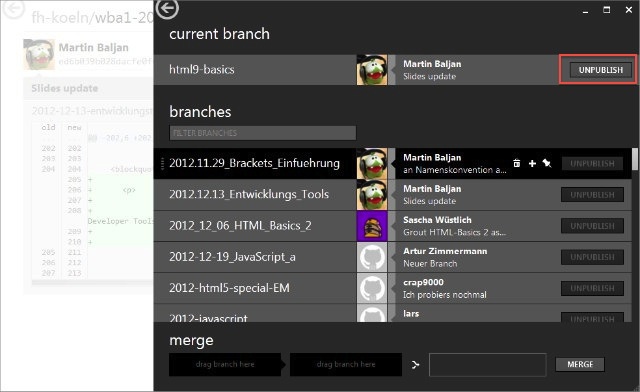 fh-koeln/wba1-20
Martin Baljan
Slides update
2012-12-13-entwicklungst
old new
@@ -202,6
202 202
203 203
204 204 <blockquo
205 +
206 + <p>
207 +
208 +
Developer Tools
209 +
210 +
205 211
206 212
207 213
current branch
html9-basics
Martin Baljan
Slides update
UNPUBLISH
branches
FILTER BRANCHES
2012.11.29_Brackets_Einfuehrung
Martin Baljan
an Namenskonvention a...
UNPUBLISH
2012.12.13_Entwicklungs_Tools
Martin Baljan
Slides update
UNPUBLISH
2012_12_06_HTML_Basics_2
Sascha Wüstlich
Grout HTML-Basics 2 as...
UNPUBLISH
2012-12-19_JavaScript_a
Artur Zimmermann
Neuer Branch
UNPUBLISH
2012-html5-special-EM
crap9000
Ich probiers nochmal
UNPUBLISH
2012-javascript
lars
UNPUBLISH
merge
drag branch here
drag branch here
MERGE